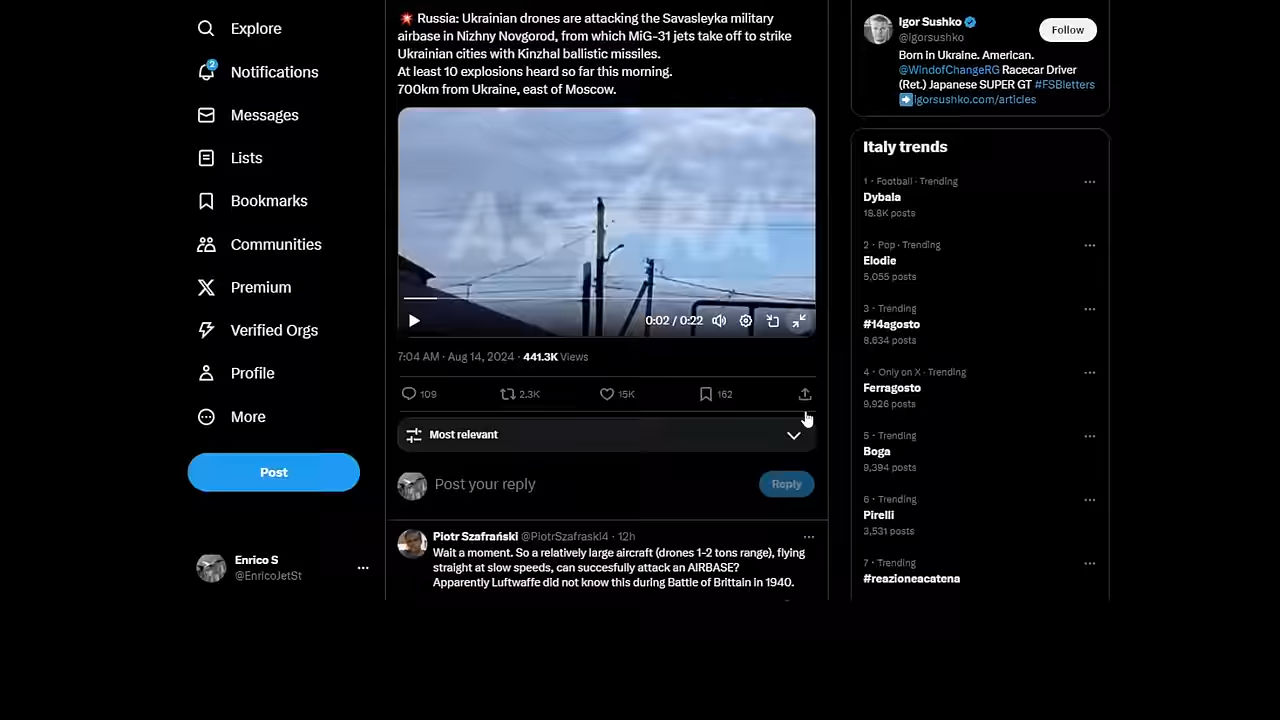 Explore
2
Notifications
Messages
Lists
Bookmarks
Communities
Premium
Verified Orgs
Profile
More
Post
Enrico S
@EnricoJetSt
Russia: Ukrainian drones are attacking the Savasleyka military
airbase in Nizhny Novgorod, from which MiG-31 jets take off to strike
Ukrainian cities with Kinzhal ballistic missiles.
At least 10 explosions heard so far this morning.
700km from Ukraine, east of Moscow.
ASTRA
0:02 / 0:22
7:04 AM · Aug 14, 2024 · 441.3K Views
109 2.3K 15K 162
Most relevant
Post your reply
Reply
Piotr Szafrański @PiotrSzafraski4 · 12h
Wait a moment. So a relatively large aircraft (drones 1-2 tons range), flying
straight at slow speeds, can succesfully attack an AIRBASE?
Apparently Luftwaffe did not know this during Battle of Brittain in 1940.
Igor Sushko
@igorsushko
Follow
Born in Ukraine. American.
@WindofChangeRG Racecar Driver
(Ret.) Japanese SUPER GT #FSBletters
igorsushko.com/articles
Italy trends
1 · Football · Trending
Dybala
18.8K posts
2 · Pop · Trending
Elodie
5,055 posts
3 · Trending
#14agosto
8,634 posts
4 · Only on X · Trending
Ferragosto
9,926 posts
5 · Trending
Boga
9,394 posts
6 · Trending
Pirelli
3,531 posts
7 · Trending
#reazioneacatena